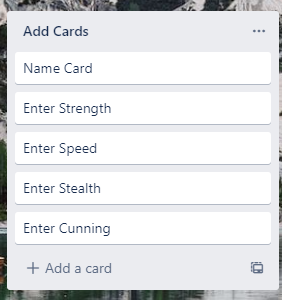 Add Cards
Name Card
Enter Strength
Enter Speed
Enter Stealth
Enter Cunning
+ Add a card